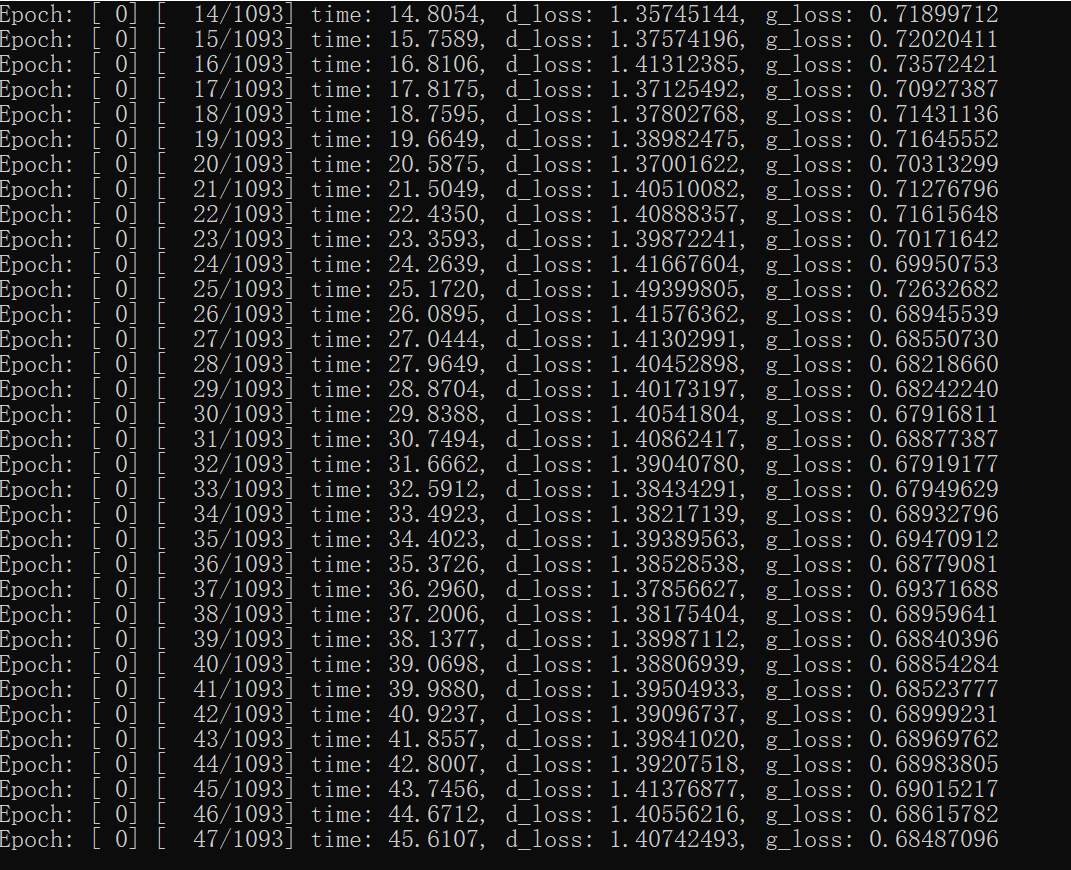 Epoch: [ 0] [  14/1093] time: 14.8054, d_loss: 1.35745144, g_loss: 0.71899712
Epoch: [ 0] [  15/1093] time: 15.7589, d_loss: 1.37574196, g_loss: 0.72020411
Epoch: [ 0] [  16/1093] time: 16.8106, d_loss: 1.41312385, g_loss: 0.73572421
Epoch: [ 0] [  17/1093] time: 17.8175, d_loss: 1.37125492, g_loss: 0.70927387
Epoch: [ 0] [  18/1093] time: 18.7595, d_loss: 1.37802768, g_loss: 0.71431136
Epoch: [ 0] [  19/1093] time: 19.6649, d_loss: 1.38982475, g_loss: 0.71645552
Epoch: [ 0] [  20/1093] time: 20.5875, d_loss: 1.37001622, g_loss: 0.70313299
Epoch: [ 0] [  21/1093] time: 21.5049, d_loss: 1.40510082, g_loss: 0.71276796
Epoch: [ 0] [  22/1093] time: 22.4350, d_loss: 1.40888357, g_loss: 0.71615648
Epoch: [ 0] [  23/1093] time: 23.3593, d_loss: 1.39872241, g_loss: 0.70171642
Epoch: [ 0] [  24/1093] time: 24.2639, d_loss: 1.41667604, g_loss: 0.69950753
Epoch: [ 0] [  25/1093] time: 25.1720, d_loss: 1.49399805, g_loss: 0.72632682
Epoch: [ 0] [  26/1093] time: 26.0895, d_loss: 1.41576362, g_loss: 0.68945539
Epoch: [ 0] [  27/1093] time: 27.0444, d_loss: 1.41302991, g_loss: 0.68550730
Epoch: [ 0] [  28/1093] time: 27.9649, d_loss: 1.40452898, g_loss: 0.68218660
Epoch: [ 0] [  29/1093] time: 28.8704, d_loss: 1.40173197, g_loss: 0.68242240
Epoch: [ 0] [  30/1093] time: 29.8388, d_loss: 1.40541804, g_loss: 0.67916811
Epoch: [ 0] [  31/1093] time: 30.7494, d_loss: 1.40862417, g_loss: 0.68877387
Epoch: [ 0] [  32/1093] time: 31.6662, d_loss: 1.39040780, g_loss: 0.67919177
Epoch: [ 0] [  33/1093] time: 32.5912, d_loss: 1.38434291, g_loss: 0.67949629
Epoch: [ 0] [  34/1093] time: 33.4923, d_loss: 1.38217139, g_loss: 0.68932796
Epoch: [ 0] [  35/1093] time: 34.4023, d_loss: 1.39389563, g_loss: 0.69470912
Epoch: [ 0] [  36/1093] time: 35.3726, d_loss: 1.38528538, g_loss: 0.68779081
Epoch: [ 0] [  37/1093] time: 36.2960, d_loss: 1.37856627, g_loss: 0.69371688
Epoch: [ 0] [  38/1093] time: 37.2006, d_loss: 1.38175404, g_loss: 0.68959641
Epoch: [ 0] [  39/1093] time: 38.1377, d_loss: 1.38987112, g_loss: 0.68840396
Epoch: [ 0] [  40/1093] time: 39.0698, d_loss: 1.38806939, g_loss: 0.68854284
Epoch: [ 0] [  41/1093] time: 39.9880, d_loss: 1.39504933, g_loss: 0.68523777
Epoch: [ 0] [  42/1093] time: 40.9237, d_loss: 1.39096737, g_loss: 0.68999231
Epoch: [ 0] [  43/1093] time: 41.8557, d_loss: 1.39841020, g_loss: 0.68969762
Epoch: [ 0] [  44/1093] time: 42.8007, d_loss: 1.39207518, g_loss: 0.68983805
Epoch: [ 0] [  45/1093] time: 43.7456, d_loss: 1.41376877, g_loss: 0.69015217
Epoch: [ 0] [  46/1093] time: 44.6712, d_loss: 1.40556216, g_loss: 0.68615782
Epoch: [ 0] [  47/1093] time: 45.6107, d_loss: 1.40742493, g_loss: 0.68487096